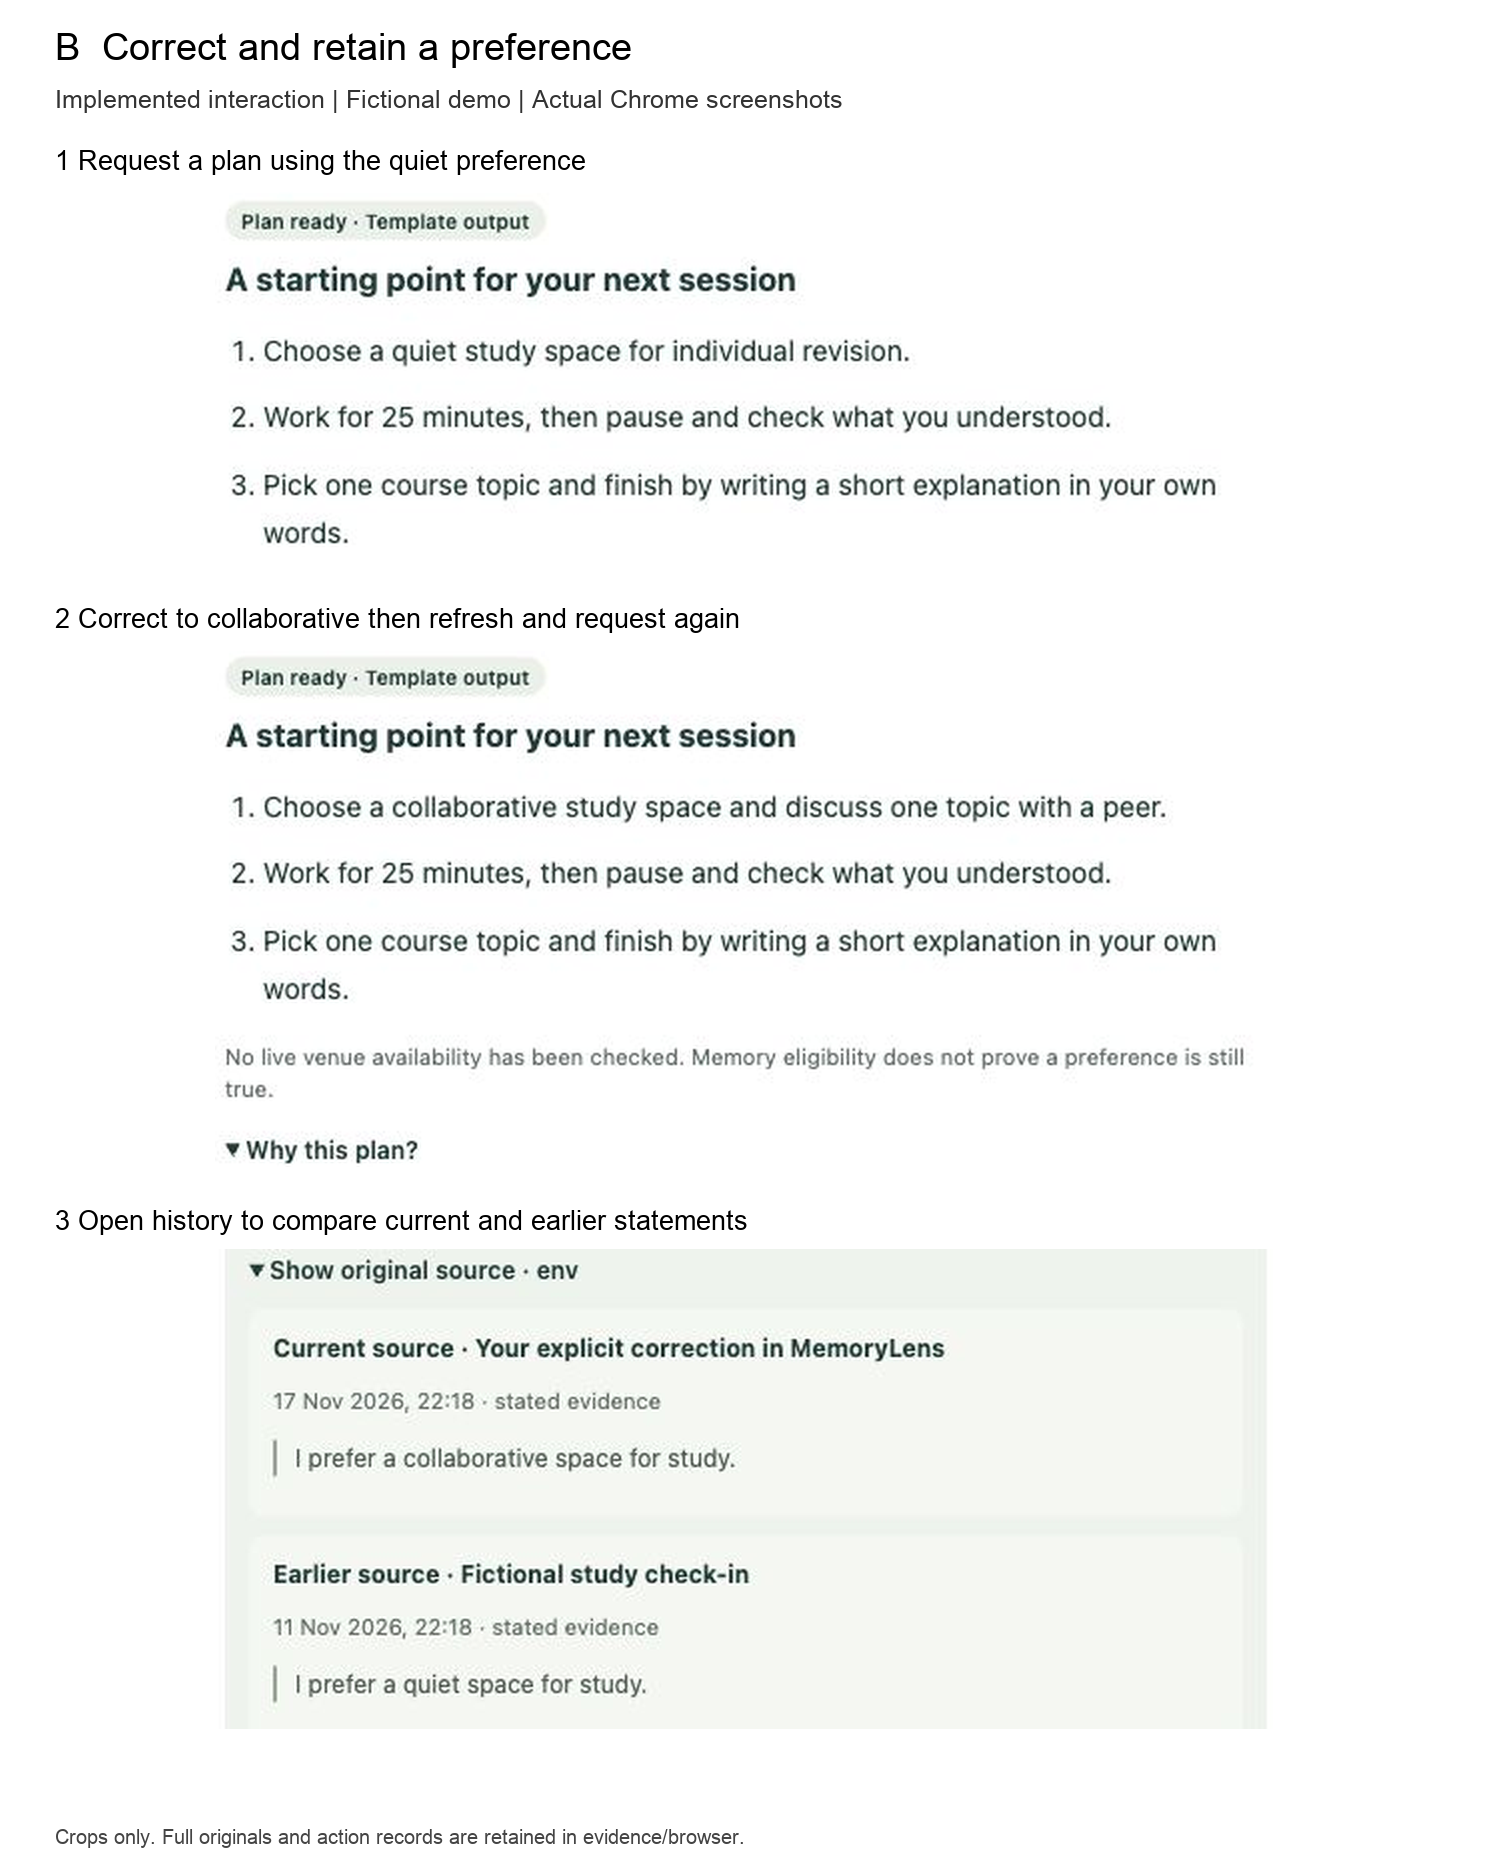 B Correct and retain a preference
Implemented interaction | Fictional demo | Actual Chrome screenshots
1 Request a plan using the quiet preference
Plan ready · Template output
A starting point for your next session
1. Choose a quiet study space for individual revision.
2. Work for 25 minutes, then pause and check what you understood.
3. Pick one course topic and finish by writing a short explanation in your own
words.
2 Correct to collaborative then refresh and request again
Plan ready · Template output
A starting point for your next session
1. Choose a collaborative study space and discuss one topic with a peer.
2. Work for 25 minutes, then pause and check what you understood.
3. Pick one course topic and finish by writing a short explanation in your own
words.
No live venue availability has been checked. Memory eligibility does not prove a preference is still
true.
▼ Why this plan?
3 Open history to compare current and earlier statements
▼ Show original source · env
Current source · Your explicit correction in MemoryLens
17 Nov 2026, 22:18 · stated evidence
I prefer a collaborative space for study.
Earlier source · Fictional study check-in
11 Nov 2026, 22:18 · stated evidence
I prefer a quiet space for study.
Crops only. Full originals and action records are retained in evidence/browser.